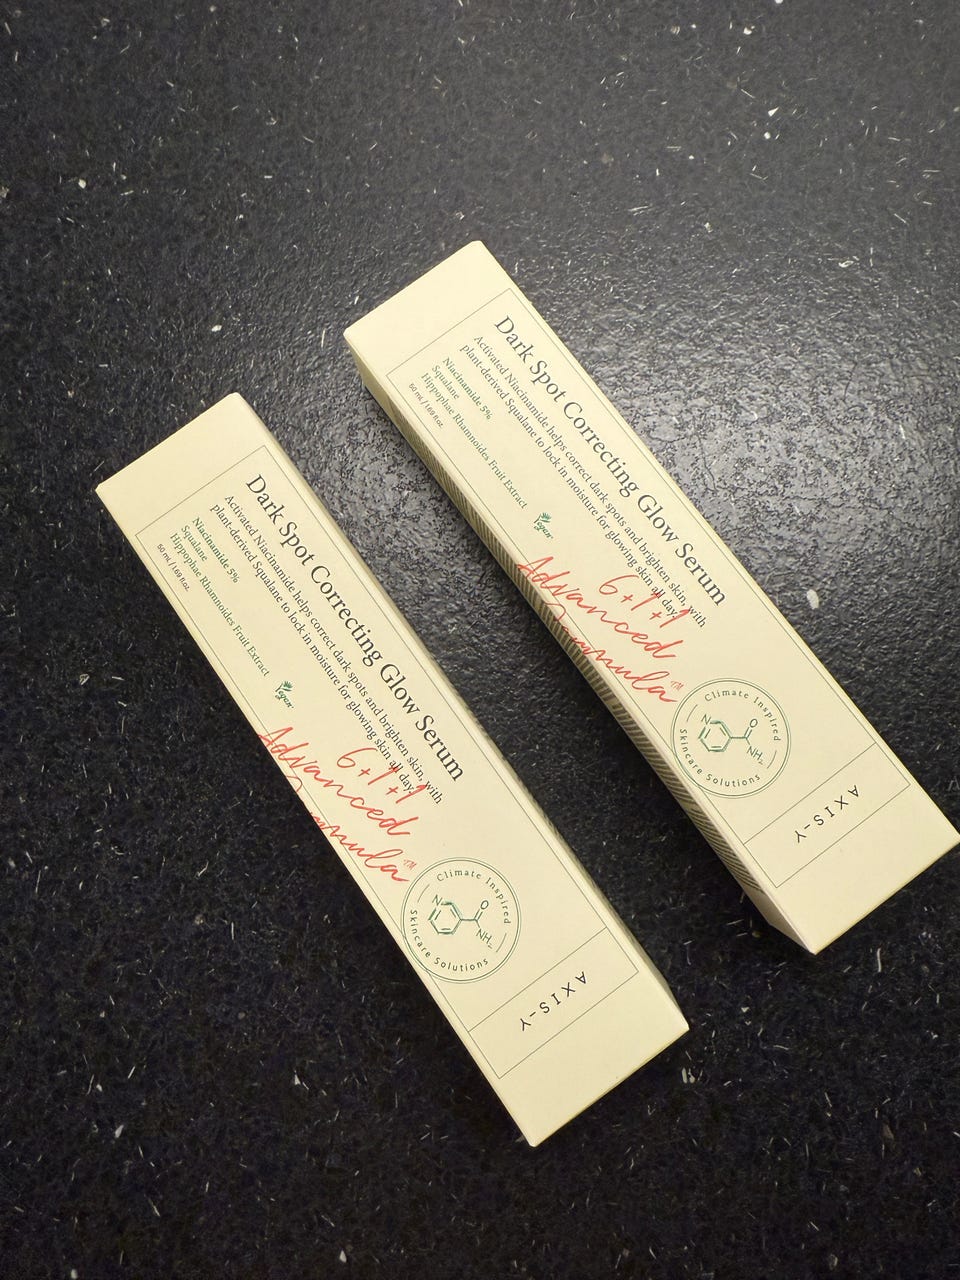 Dark Spot Correcting Glow Serum
Activated Niacinamide helps correct dark spots and brighten skin, with
plant-derived Squalane to lock in moisture for glowing skin all day.
Niacinamide 5%
Squalane
Hippophae Rhamnoides Fruit Extract
50 ml / 1.69 fl oz.
Vegan
6+1+1
Advanced
Formula™
Climate Inspired
Skincare Solutions
N
O
NH₂
AXIS-Y
Dark Spot Correcting Glow Serum
Activated Niacinamide helps correct dark spots and brighten skin, with
plant-derived Squalane to lock in moisture for glowing skin all day.
Niacinamide 5%
Squalane
Hippophae Rhamnoides Fruit Extract
50 ml / 1.69 fl oz.
Vegan
6+1+1
Advanced
Formula™
Climate Inspired
Skincare Solutions
N
O
NH₂
AXIS-Y